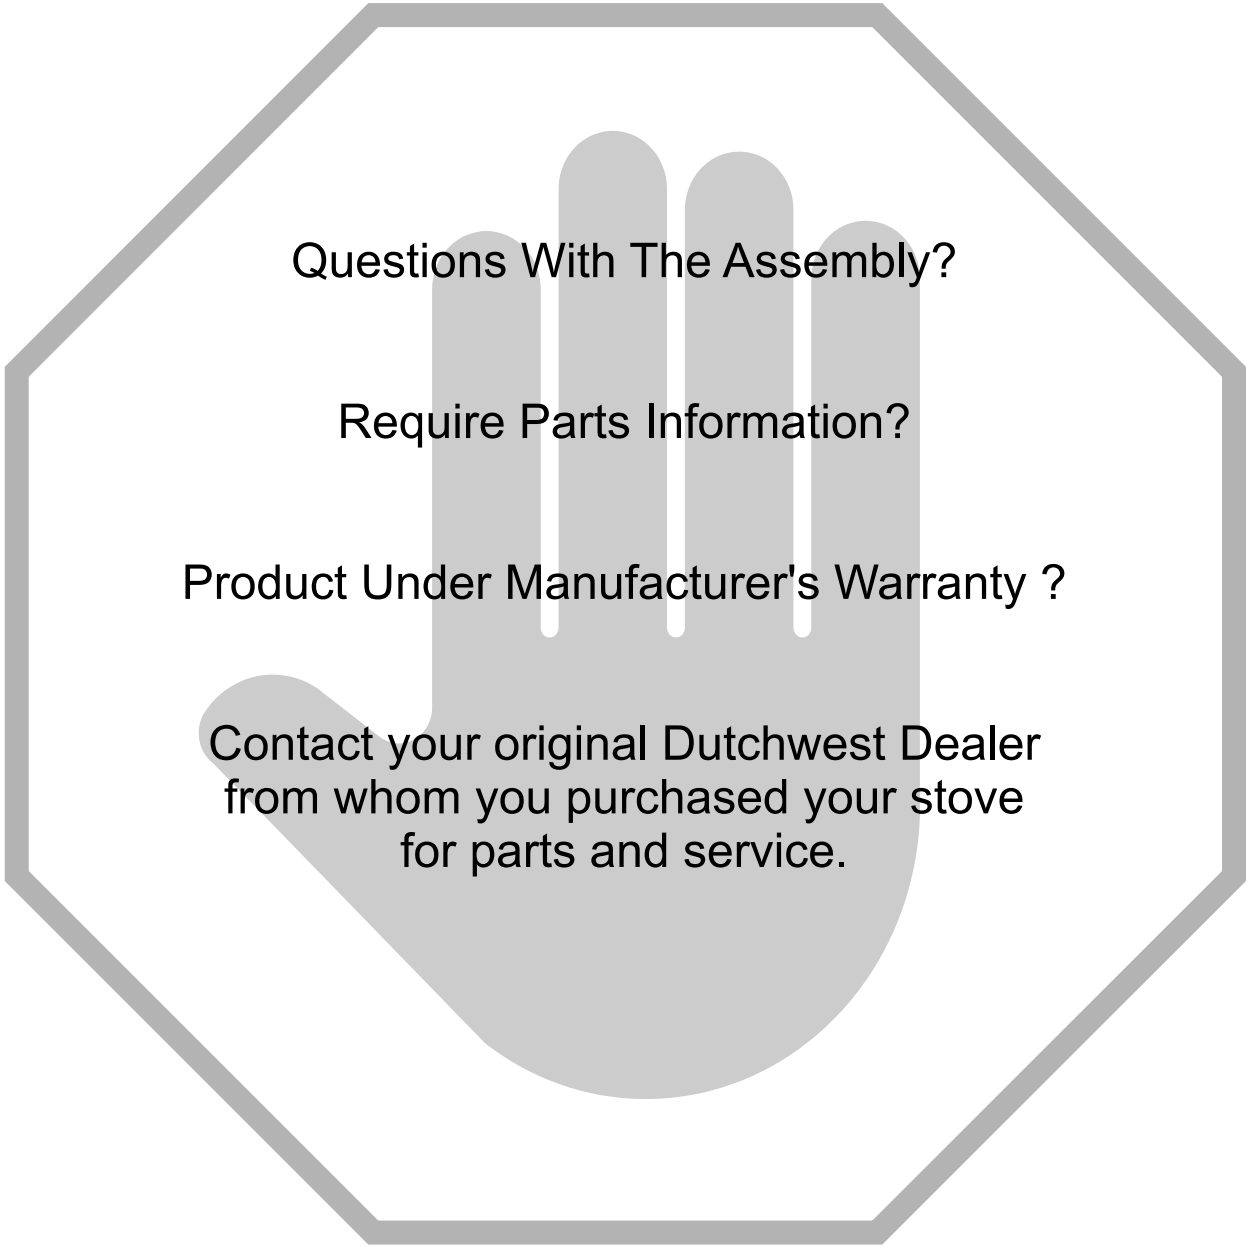 Questions With The Assembly?
Require Parts Information?
Product Under Manufacturer's Warranty ?
Contact your original Dutchwest Dealer
from whom you purchased your stove
for parts and service.